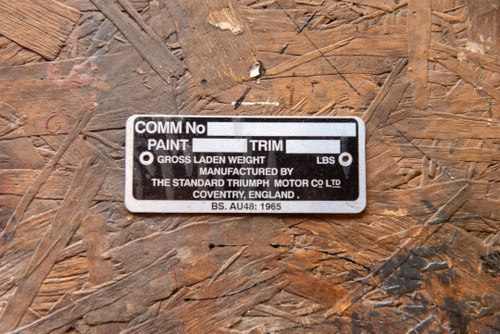 COMM No
PAINT TRIM
GROSS LADEN WEIGHT LBS
MANUFACTURED BY
THE STANDARD TRIUMPH MOTOR CO LTD
COVENTRY, ENGLAND .
BS. AU48: 1965